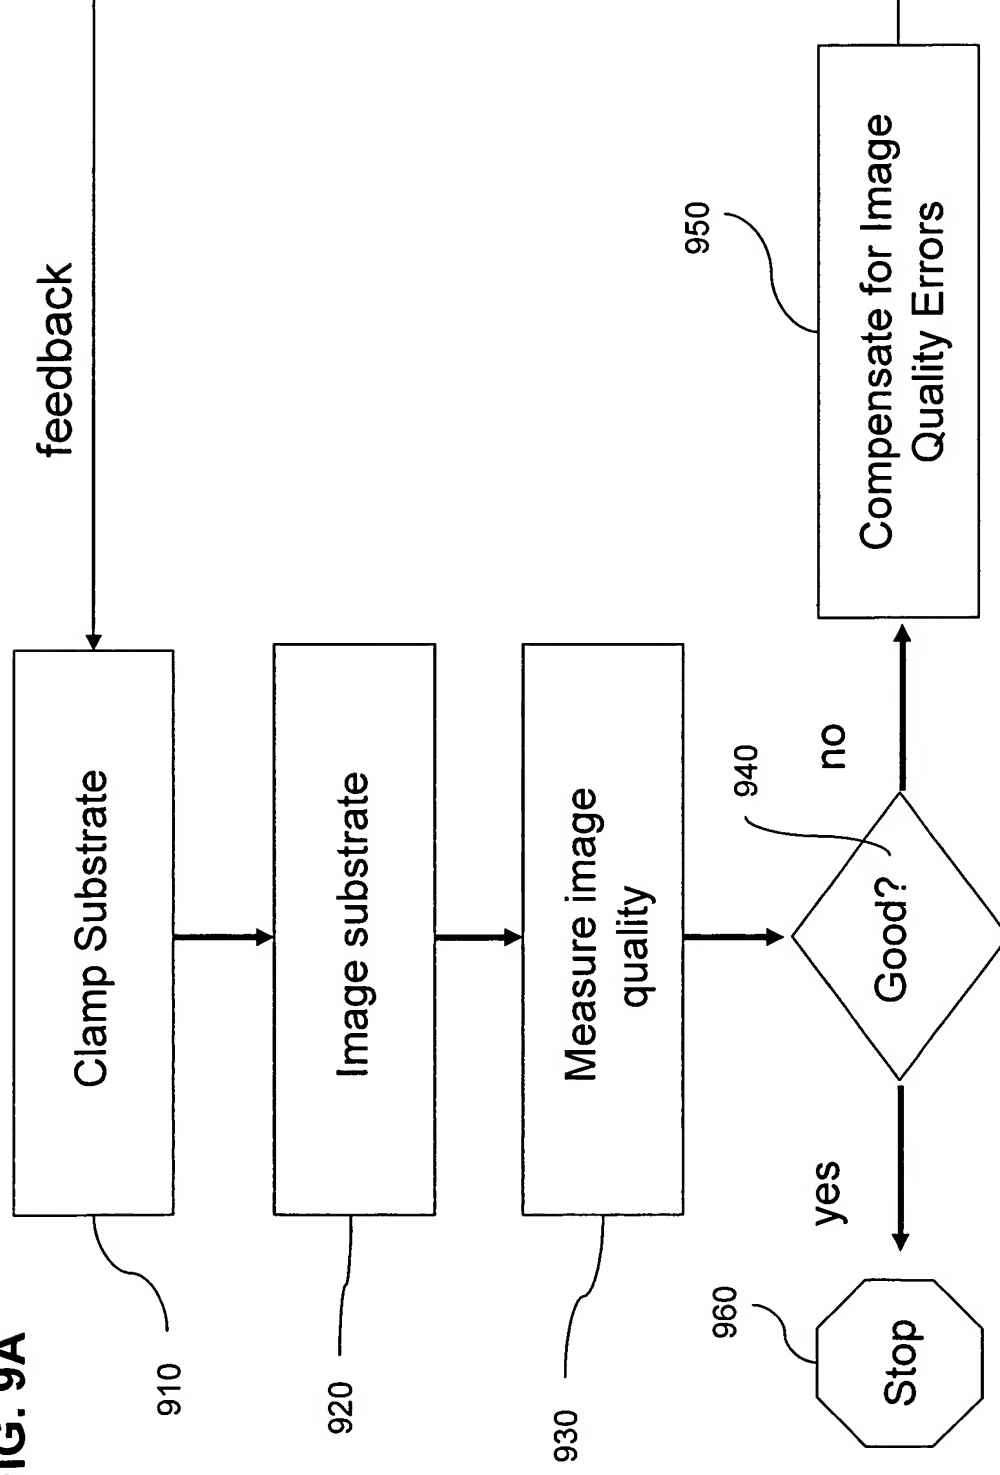 FIG. 9A
feedback
910
Clamp Substrate
920
Image substrate
930
Measure image
quality
940
Good?
yes
no
960
Stop
950
Compensate for Image
Quality Errors